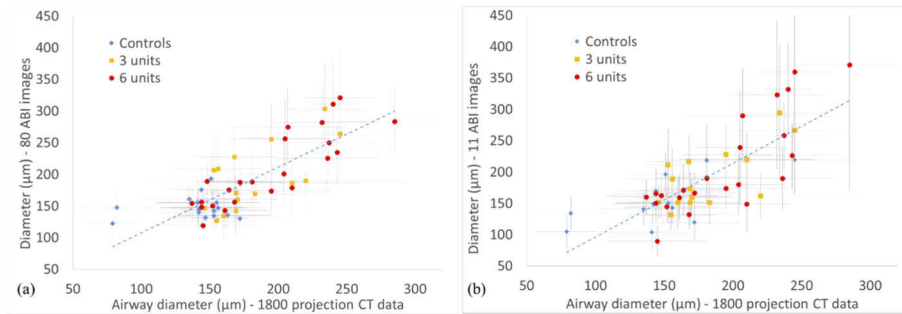 450
400
350
300
250
200
150
100
50
Diameter (μm) - 80 ABI images
Controls
3 units
6 units
(a)
50
100
150
200
250
300
Airway diameter (μm) - 1800 projection CT data
450
400
350
300
250
200
150
100
50
Diameter (μm) - 11 ABI images
Controls
3 units
6 units
(b)
50
100
150
200
250
300
Airway diameter (μm) - 1800 projection CT data